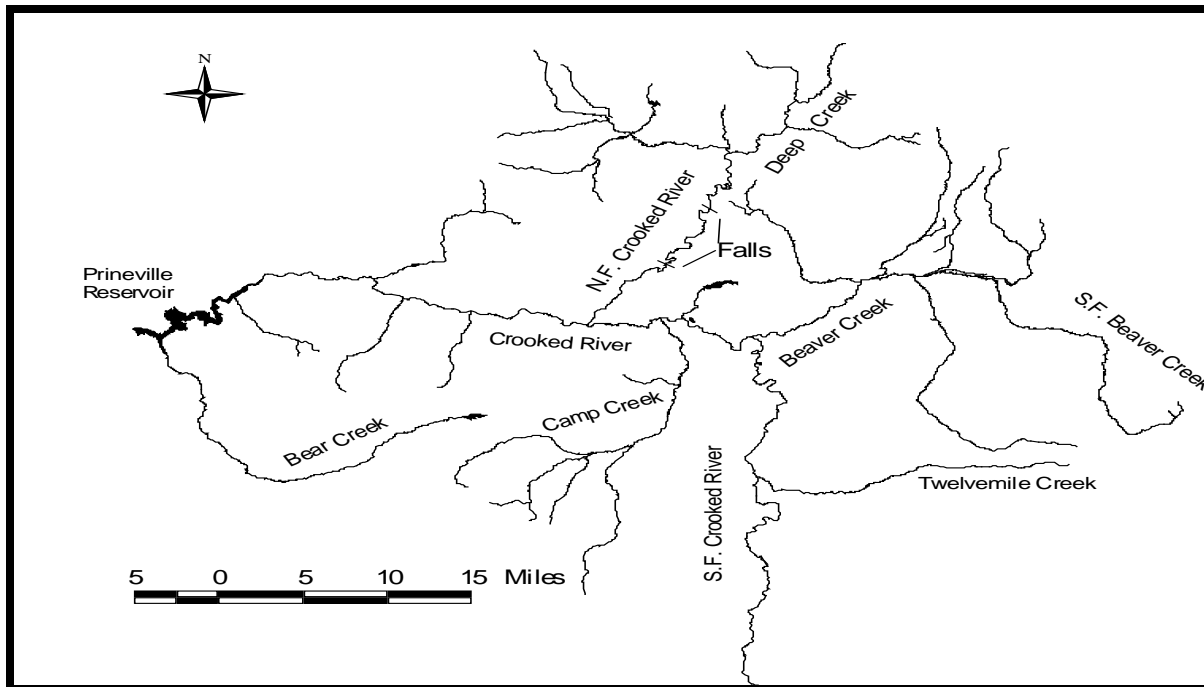 N
Deep Creek
N.F. Crooked River
Falls
Prineville
Reservoir
Crooked River
Beaver Creek
S.F. Beaver Creek
Bear Creek
Camp Creek
S.F. Crooked River
Twelvemile Creek
5 0 5 10 15 Miles